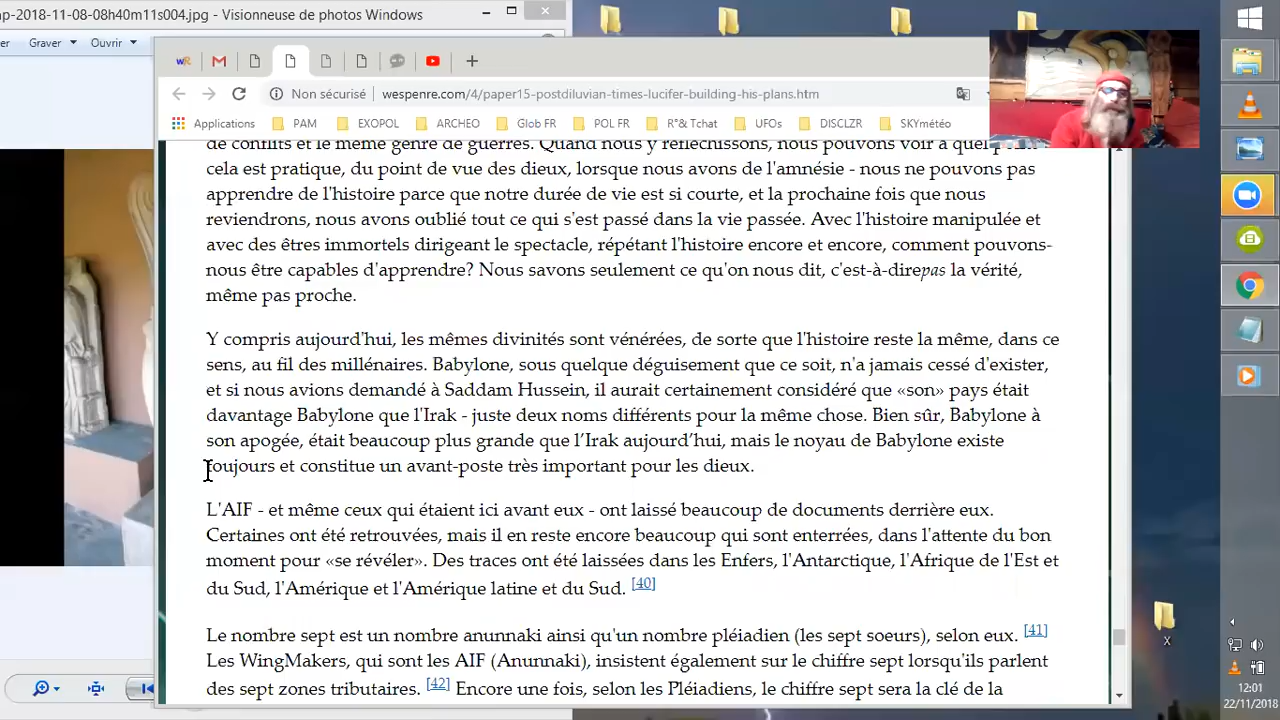 np-2018-11-08-08h40m11s004.jpg - Visionneuse de photos Windows
Graver Ouvrir
Non sécurisé wespenre.com/4/paper15-postdiluvian-times-lucifer-building-his-plans.htm
Applications PAM EXOPOL ARCHEO Glob FR POL FR R°& Tchat UFOs DISCLZR SKYmétéo
de conflits et le même genre de guerres. Quand nous y réfléchissons, nous pouvons voir à quel
cela est pratique, du point de vue des dieux, lorsque nous avons de l'amnésie - nous ne pouvons pas
apprendre de l'histoire parce que notre durée de vie est si courte, et la prochaine fois que nous
reviendrons, nous avons oublié tout ce qui s'est passé dans la vie passée. Avec l'histoire manipulée et
avec des êtres immortels dirigeant le spectacle, répétant l'histoire encore et encore, comment pouvons-
nous être capables d'apprendre? Nous savons seulement ce qu'on nous dit, c'est-à-direpas la vérité,
même pas proche.
Y compris aujourd'hui, les mêmes divinités sont vénérées, de sorte que l'histoire reste la même, dans ce
sens, au fil des millénaires. Babylone, sous quelque déguisement que ce soit, n'a jamais cessé d'exister,
et si nous avions demandé à Saddam Hussein, il aurait certainement considéré que «son» pays était
davantage Babylone que l'Irak - juste deux noms différents pour la même chose. Bien sûr, Babylone à
son apogée, était beaucoup plus grande que l’Irak aujourd’hui, mais le noyau de Babylone existe
toujours et constitue un avant-poste très important pour les dieux.
L'AIF - et même ceux qui étaient ici avant eux - ont laissé beaucoup de documents derrière eux.
Certaines ont été retrouvées, mais il en reste encore beaucoup qui sont enterrées, dans l'attente du bon
moment pour «se révéler». Des traces ont été laissées dans les Enfers, l'Antarctique, l'Afrique de l'Est et
du Sud, l'Amérique et l'Amérique latine et du Sud. [40]
Le nombre sept est un nombre anunnaki ainsi qu'un nombre pléiadien (les sept soeurs), selon eux. [41]
Les WingMakers, qui sont les AIF (Anunnaki), insistent également sur le chiffre sept lorsqu'ils parlent
des sept zones tributaires. [42] Encore une fois, selon les Pléiadiens, le chiffre sept sera la clé de la
X
12:01
22/11/2018